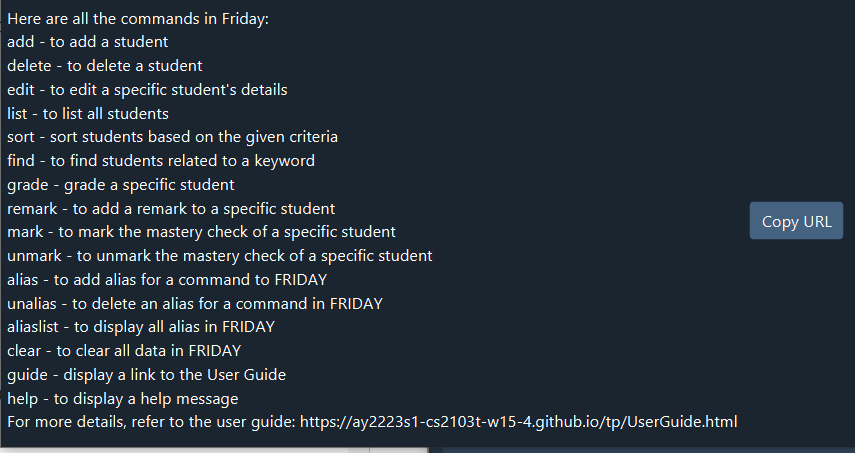 Here are all the commands in Friday:
add - to add a student
delete - to delete a student
edit - to edit a specific student's details
list - to list all students
sort - sort students based on the given criteria
find - to find students related to a keyword
grade - grade a specific student
remark - to add a remark to a specific student
mark - to mark the mastery check of a specific student
Copy URL
unmark - to unmark the mastery check of a specific student
alias - to add alias for a command to FRIDAY
unalias - to delete an alias for a command in FRIDAY
aliaslist - to display all alias in FRIDAY
clear - to clear all data in FRIDAY
guide - display a link to the User Guide
help - to display a help message
For more details, refer to the user guide: https://ay2223s1-cs2103t-w15-4.github.io/tp/UserGuide.html